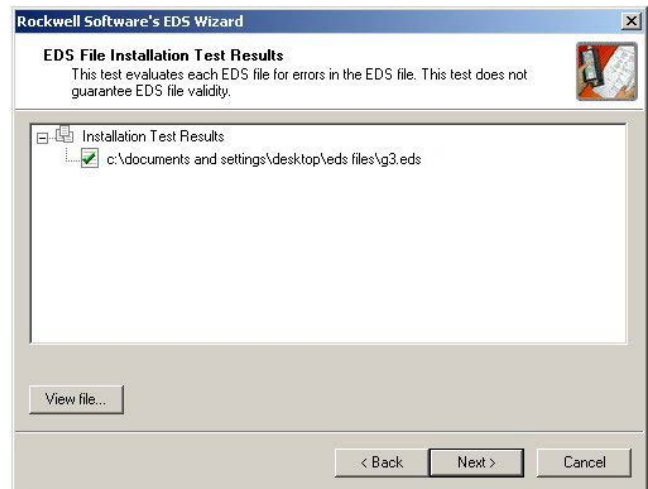 Rockwell Software's EDS Wizard
EDS File Installation Test Results
This test evaluates each EDS file for errors in the EDS file. This test does not
guarantee EDS file validity.
Installation Test Results
c:\documents and settings\desktop\eds files\g3.eds
View file...
< Back
Next >
Cancel